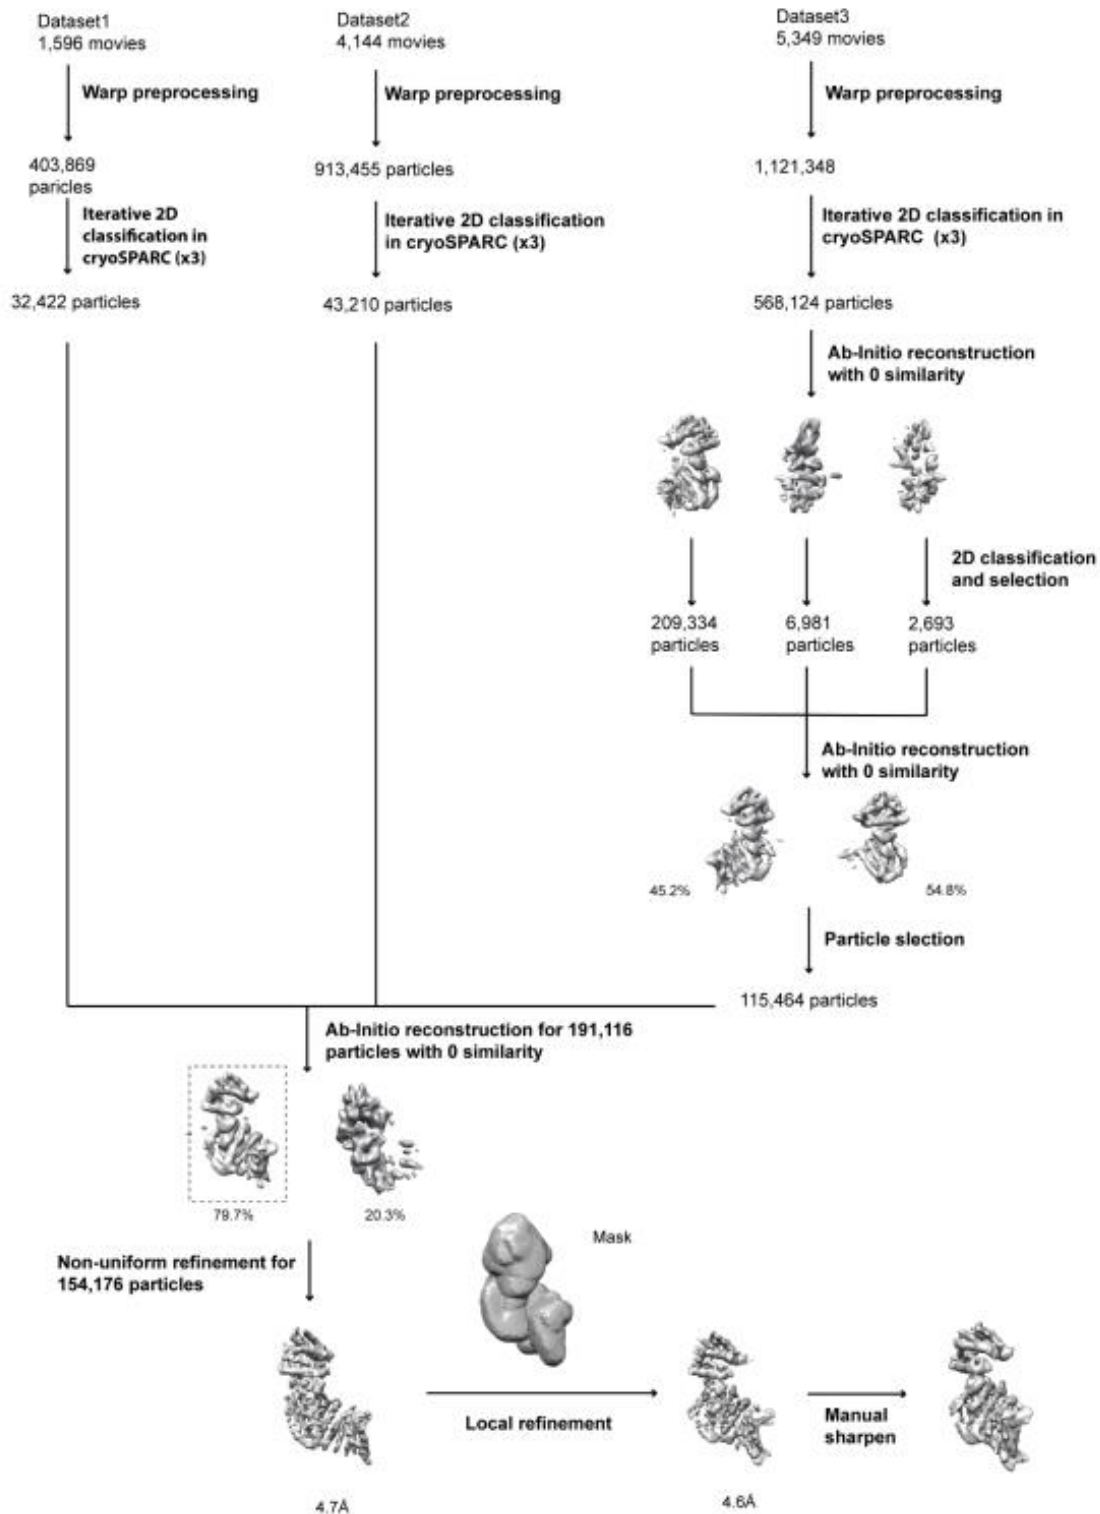 Dataset1
1,596 movies
Dataset2
4,144 movies
Dataset3
5,349 movies
Warp preprocessing
Warp preprocessing
Warp preprocessing
403,869
paricles
913,455 particles
1,121,348
Iterative 2D
classification in
cryoSPARC (x3)
Iterative 2D classification
in cryoSPARC (x3)
Iterative 2D classification in
cryoSPARC (x3)
32,422 particles
43,210 particles
568,124 particles
Ab-Initio reconstruction
with 0 similarity
2D classification
and selection
209,334
particles
6,981
particles
2,693
particles
Ab-Initio reconstruction
with 0 similarity
45.2%
54.8%
Particle slection
115,464 particles
Ab-Initio reconstruction for 191,116
particles with 0 similarity
79.7%
20.3%
Non-uniform refinement for
154,176 particles
Mask
Local refinement
Manual
sharpen
4.7Å
4.6Å